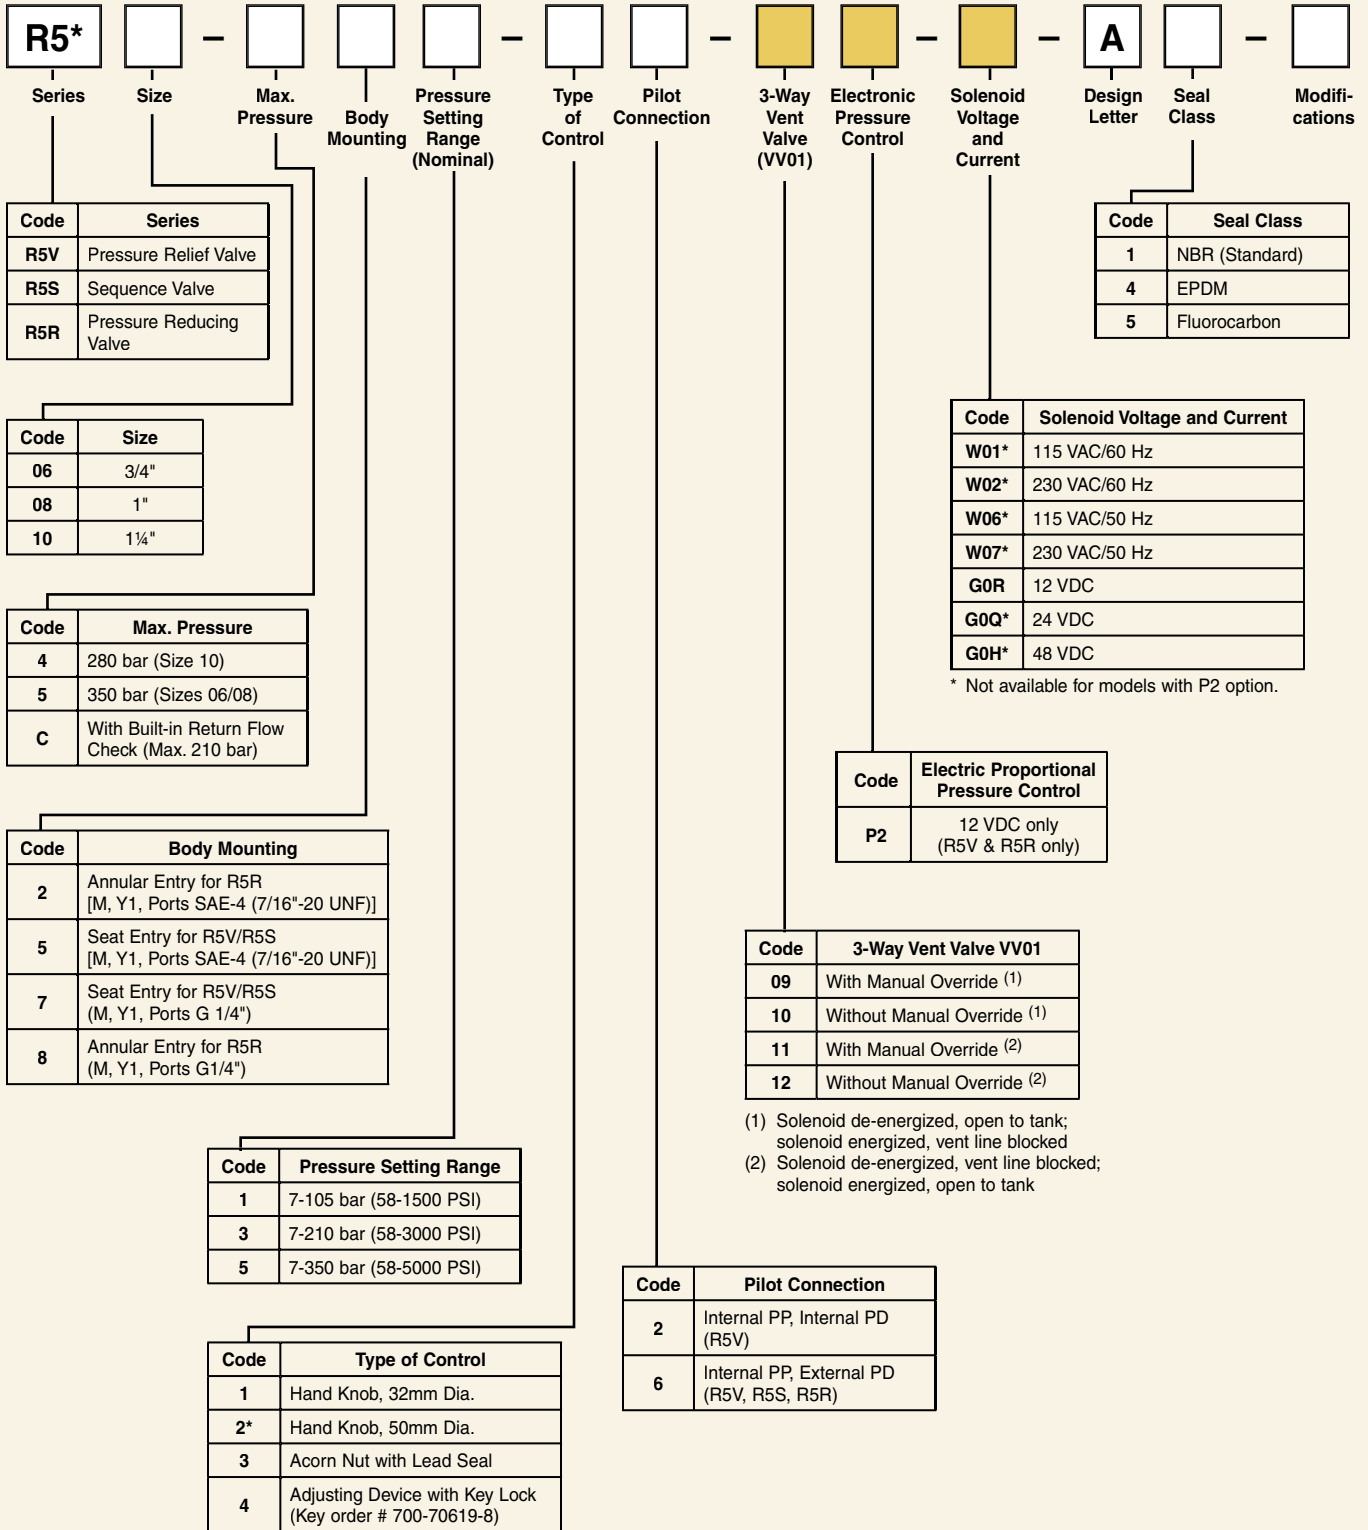 R5* – – – – – A –
Series
Size
Max.
Pressure
Body
Mounting
Pressure
Setting
Range
(Nominal)
Type
of
Control
Pilot
Connection
3-Way
Vent
Valve
(VV01)
Electronic
Pressure
Control
Solenoid
Voltage
and
Current
Design
Letter
Seal
Class
Modifi-
cations
Code Series
R5V Pressure Relief Valve
R5S Sequence Valve
R5R Pressure Reducing
Valve
Code Seal Class
1 NBR (Standard)
4 EPDM
5 Fluorocarbon
Code Size
06 3/4"
08 1"
10 1¼"
Code Solenoid Voltage and Current
W01* 115 VAC/60 Hz
W02* 230 VAC/60 Hz
W06* 115 VAC/50 Hz
W07* 230 VAC/50 Hz
G0R 12 VDC
G0Q* 24 VDC
G0H* 48 VDC
* Not available for models with P2 option.
Code Max. Pressure
4 280 bar (Size 10)
5 350 bar (Sizes 06/08)
C With Built-in Return Flow
Check (Max. 210 bar)
Code Electric Proportional
Pressure Control
P2 12 VDC only
(R5V & R5R only)
Code Body Mounting
2 Annular Entry for R5R
[M, Y1, Ports SAE-4 (7/16"-20 UNF)]
5 Seat Entry for R5V/R5S
[M, Y1, Ports SAE-4 (7/16"-20 UNF)]
7 Seat Entry for R5V/R5S
(M, Y1, Ports G 1/4")
8 Annular Entry for R5R
(M, Y1, Ports G1/4")
Code 3-Way Vent Valve VV01
09 With Manual Override (1)
10 Without Manual Override (1)
11 With Manual Override (2)
12 Without Manual Override (2)
(1) Solenoid de-energized, open to tank;
solenoid energized, vent line blocked
(2) Solenoid de-energized, vent line blocked;
solenoid energized, open to tank
Code Pressure Setting Range
1 7-105 bar (58-1500 PSI)
3 7-210 bar (58-3000 PSI)
5 7-350 bar (58-5000 PSI)
Code Pilot Connection
2 Internal PP, Internal PD
(R5V)
6 Internal PP, External PD
(R5V, R5S, R5R)
Code Type of Control
1 Hand Knob, 32mm Dia.
2* Hand Knob, 50mm Dia.
3 Acorn Nut with Lead Seal
4 Adjusting Device with Key Lock
(Key order # 700-70619-8)